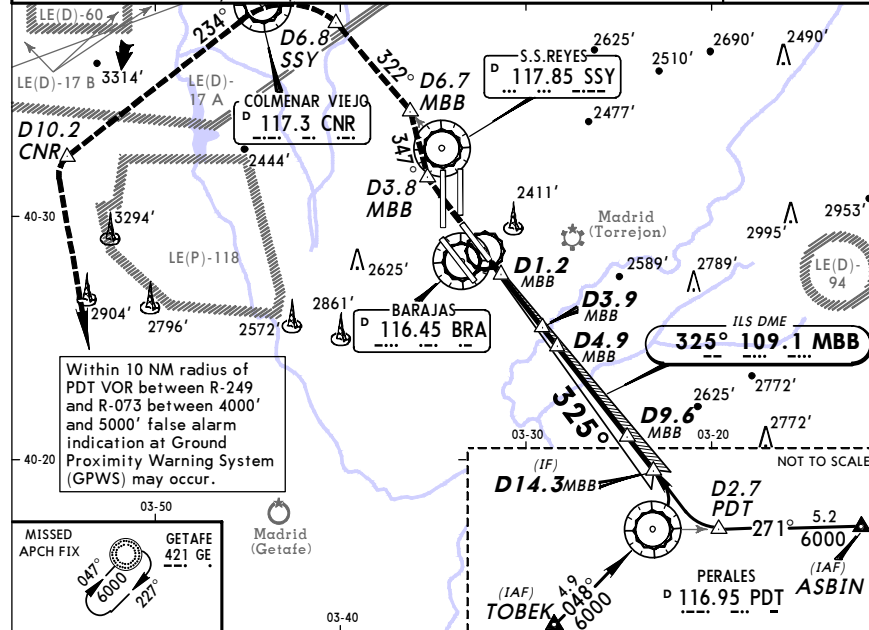 LE(D)-60
234°
D6.8
SSY
2625'
2690'
2490'
LE(D)-17 B
3314'
LE(D)-
17 A
322°
D6.7
MBB
S.S.REYES
D 117.85 SSY
2510'
COLMENAR VIEJO
D 117.3 CNR
2477'
D10.2
CNR
347°
2444'
D3.8
MBB
2411'
40-30
3294'
LE(P)-118
Madrid
(Torrejon)
2953'
2995'
2625'
D1.2
MBB
2589'
2789'
LE(D)-
94
2904'
2796'
2572'
2861'
BARAJAS
D 116.45 BRA
D3.9
MBB
D4.9
MBB
ILS DME
325° 109.1 MBB
Within 10 NM radius of
PDT VOR between R-249
and R-073 between 4000'
and 5000' false alarm
indication at Ground
Proximity Warning System
(GPWS) may occur.
325°
2625'
2772'
D9.6
MBB
2772'
40-20
03-30
03-20
NOT TO SCALE
(IF)
D14.3 MBB
03-50
D2.7
PDT
MISSED
APCH FIX
GETAFE
421 GE
047°
6000
227°
Madrid
(Getafe)
271°
5.2
6000
(IAF)
ASBIN
(IAF)
TOBEK
4.9
048°
6000
PERALES
D 116.95 PDT
03-40